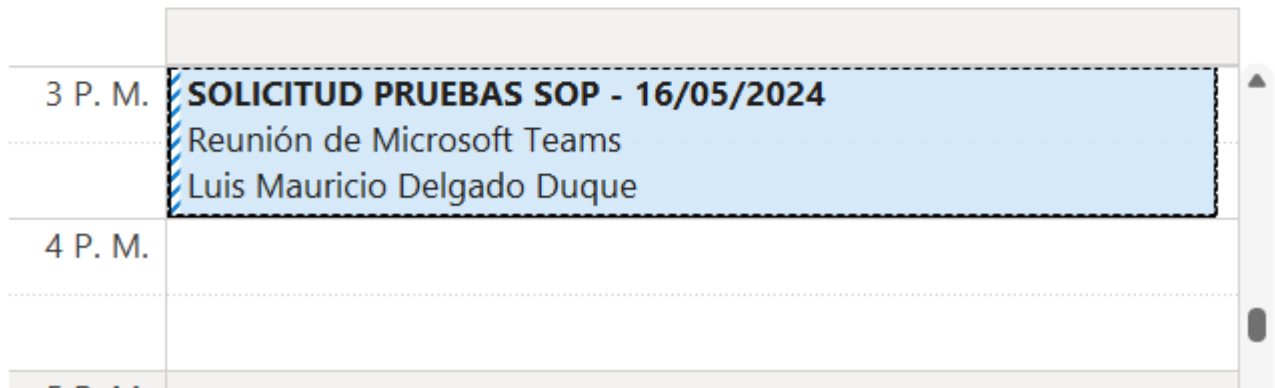 3 P. M.
SOLICITUD PRUEBAS SOP - 16/05/2024
Reunión de Microsoft Teams
Luis Mauricio Delgado Duque
4 P. M.